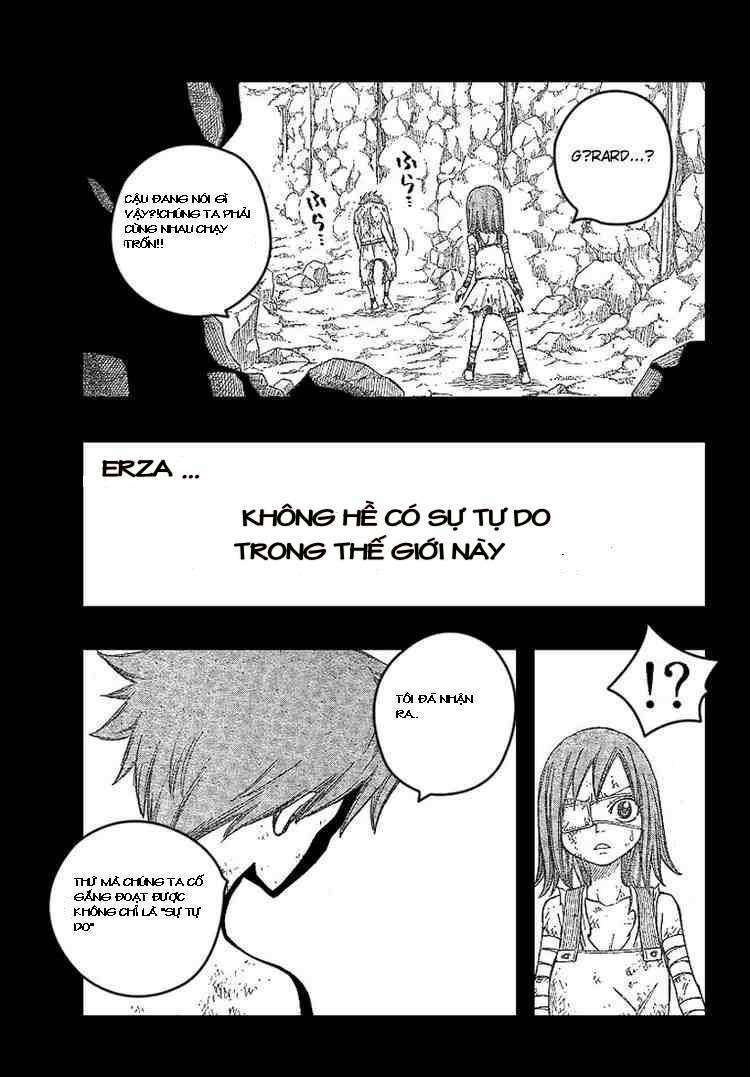 G?RARD...?
CẬU ĐANG NÓI GÌ
VẬY?!CHÚNG TA PHẢI
CÙNG NHAU CHẠY
TRỐN!!
ふら…
ふら…
ERZA ...
KHÔNG HỀ CÓ SỰ TỰ DO
TRONG THẾ GIỚI NÀY
!?
TÔI ĐÃ NHẬN
RA..
THỨ MÀ CHÚNG TA CỐ
GẮNG ĐOẠT ĐƯỢC
KHÔNG CHỈ LÀ "SỰ TỰ
DO"